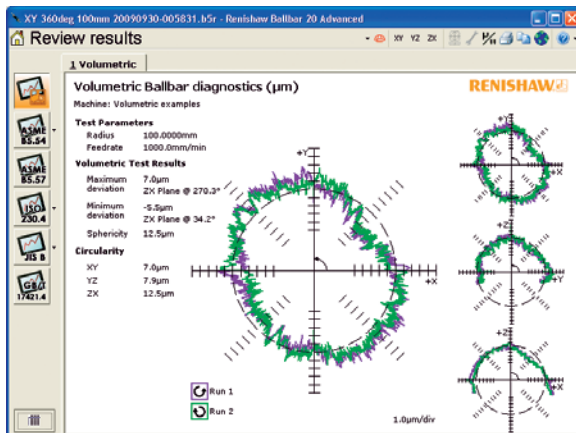 XY 360deg 100mm 20090930-005831.b5r - Renishaw Ballbar 20 Advanced
Review results
XY YZ ZX
1 Volumetric
Volumetric Ballbar diagnostics (µm)
RENISHAW
Machine: Volumetric examples
Test Parameters
Radius 100.0000mm
Feedrate 1000.0mm/min
Volumetric Test Results
Maximum deviation 7.0µm
ZX Plane @ 270.3°
Minimum deviation -5.5µm
ZX Plane @ 34.2°
Sphericity 12.5µm
Circularity
XY 7.0µm
YZ 7.9µm
ZX 12.5µm
+Y
+X
Run 1
Run 2
1.0µm/div
+Y
+X
+Z
+Y
+Z
+X
ASME
B5.54
ASME
B5.57
ISO
230.4
JIS B
GB/T
17421.4